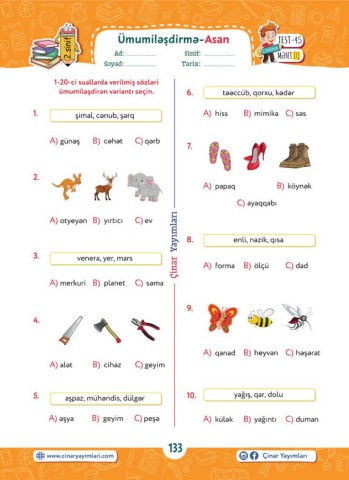 2. sinif
Ümumiləşdirmə-Asan
Ad:
Sinif:
Soyad:
Tarix:
TEST-45
MƏNTİQ
1-20-ci suallarda verilmiş sözləri
ümumiləşdirən variantı seçin.
1.
şimal, cənub, şərq
A) günəş B) cəhət C) qərb
2.
A) otyeyən B) yırtıcı C) ev
3.
venera, yer, mars
A) merkuri B) planet C) səma
4.
A) alət B) cihaz C) geyim
5.
aşpaz, mühəndis, dülgər
A) əşya B) geyim C) peşə
Çinar Yayımları
6.
təəccüb, qorxu, kədər
A) hiss B) mimika C) səs
7.
A) papaq B) köynək
C) ayaqqabı
8.
enli, nazik, qısa
A) forma B) ölçü C) dad
9.
A) qanad B) heyvan C) həşərat
10.
yağış, qar, dolu
A) külək B) yağıntı C) duman
133
www.cinaryayimlari.com
Çinar Yayımları